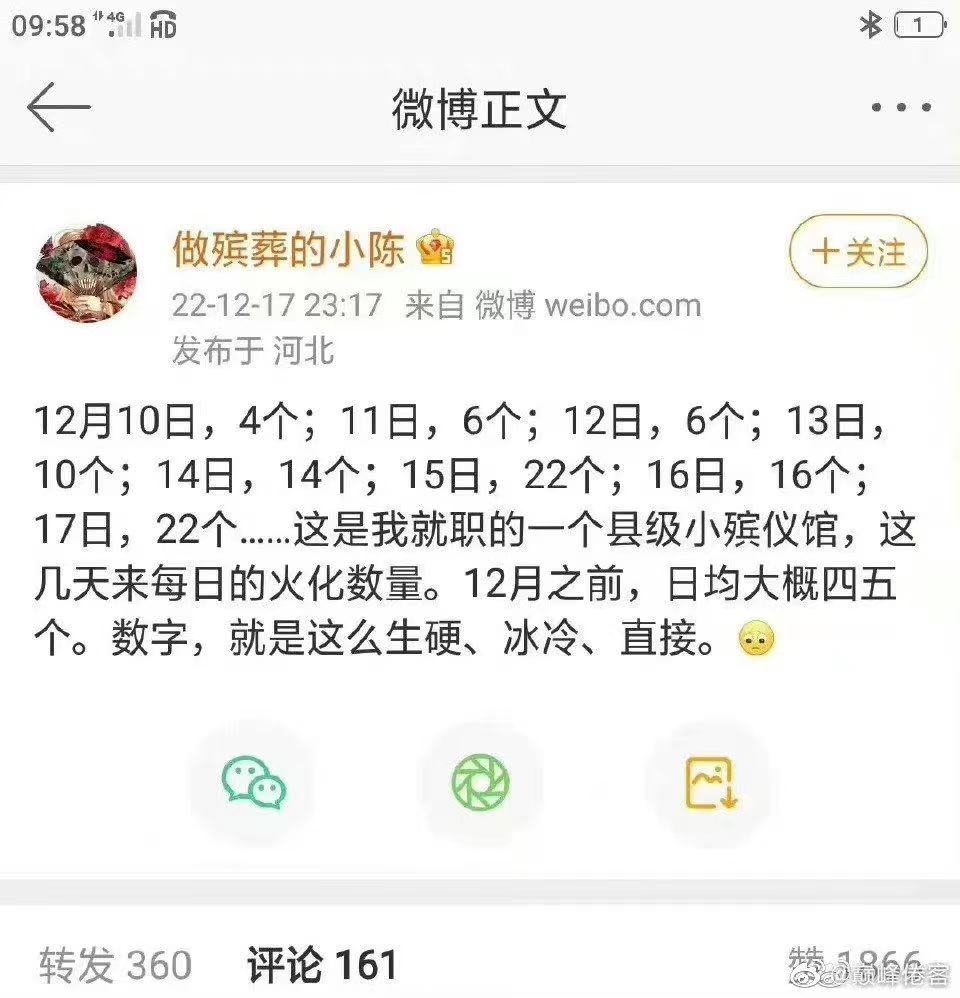 09:58 4G HD 1
微博正文
做殡葬的小陈
+关注
22-12-17 23:17 来自 微博 weibo.com
发布于 河北
12月10日，4个；11日，6个；12日，6个；13日，
10个；14日，14个；15日，22个；16日，16个；
17日，22个……这是我就职的一个县级小殡仪馆，这
几天来每日的火化数量。12月之前，日均大概四五
个。数字，就是这么生硬、冰冷、直接。
转发 360 评论 161 赞 1866
@巅峰倦客